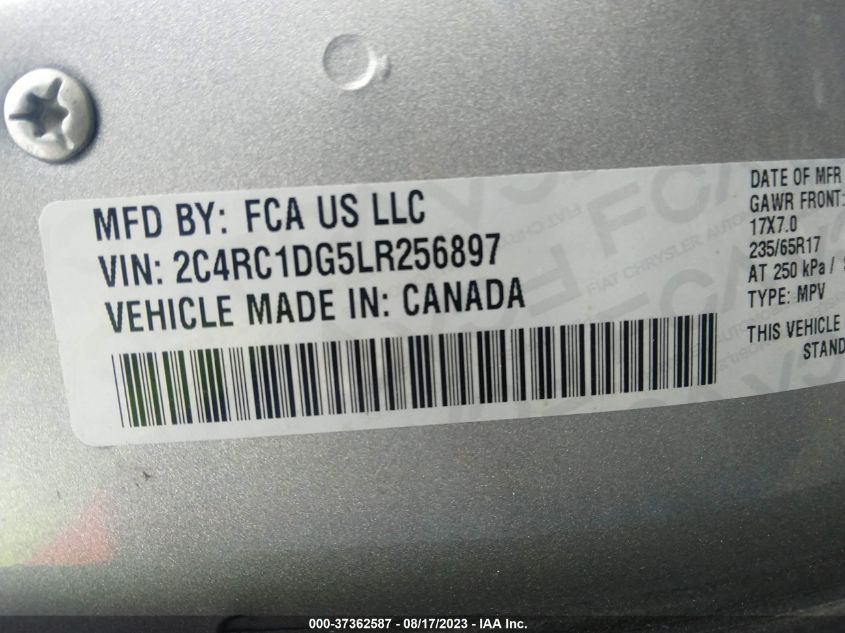 MFD BY: FCA US LLC
VIN: 2C4RC1DG5LR256897
VEHICLE MADE IN: CANADA
DATE OF MFR
GAWR FRONT:
17X7.0
235/65R17
AT 250 kPa /
TYPE: MPV
THIS VEHICLE
STAND
000-37362587 - 08/17/2023 - IAA Inc.